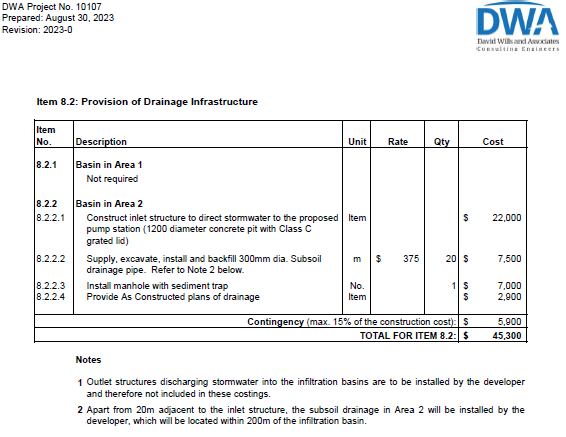 DWA Project No. 10107
Prepared: August 30, 2023
Revision: 2023-0
DWA
David Wills and Associates
Consulting Engineers
Item 8.2: Provision of Drainage Infrastructure
Item
No. Description Unit Rate Qty Cost
8.2.1 Basin in Area 1
Not required
8.2.2 Basin in Area 2
8.2.2.1 Construct inlet structure to direct stormwater to the proposed Item $ 22,000
pump station (1200 diameter concrete pit with Class C
grated lid)
8.2.2.2 Supply, excavate, install and backfill 300mm dia. Subsoil m $ 375 20 $ 7,500
drainage pipe. Refer to Note 2 below.
8.2.2.3 Install manhole with sediment trap No. 1 $ 7,000
8.2.2.4 Provide As Constructed plans of drainage Item $ 2,900
Contingency (max. 15% of the construction cost): $ 5,900
TOTAL FOR ITEM 8.2: $ 45,300
Notes
1 Outlet structures discharging stormwater into the infiltration basins are to be installed by the developer
and therefore not included in these costings.
2 Apart from 20m adjacent to the inlet structure, the subsoil drainage in Area 2 will be installed by the
developer, which will be located within 200m of the infiltration basin.